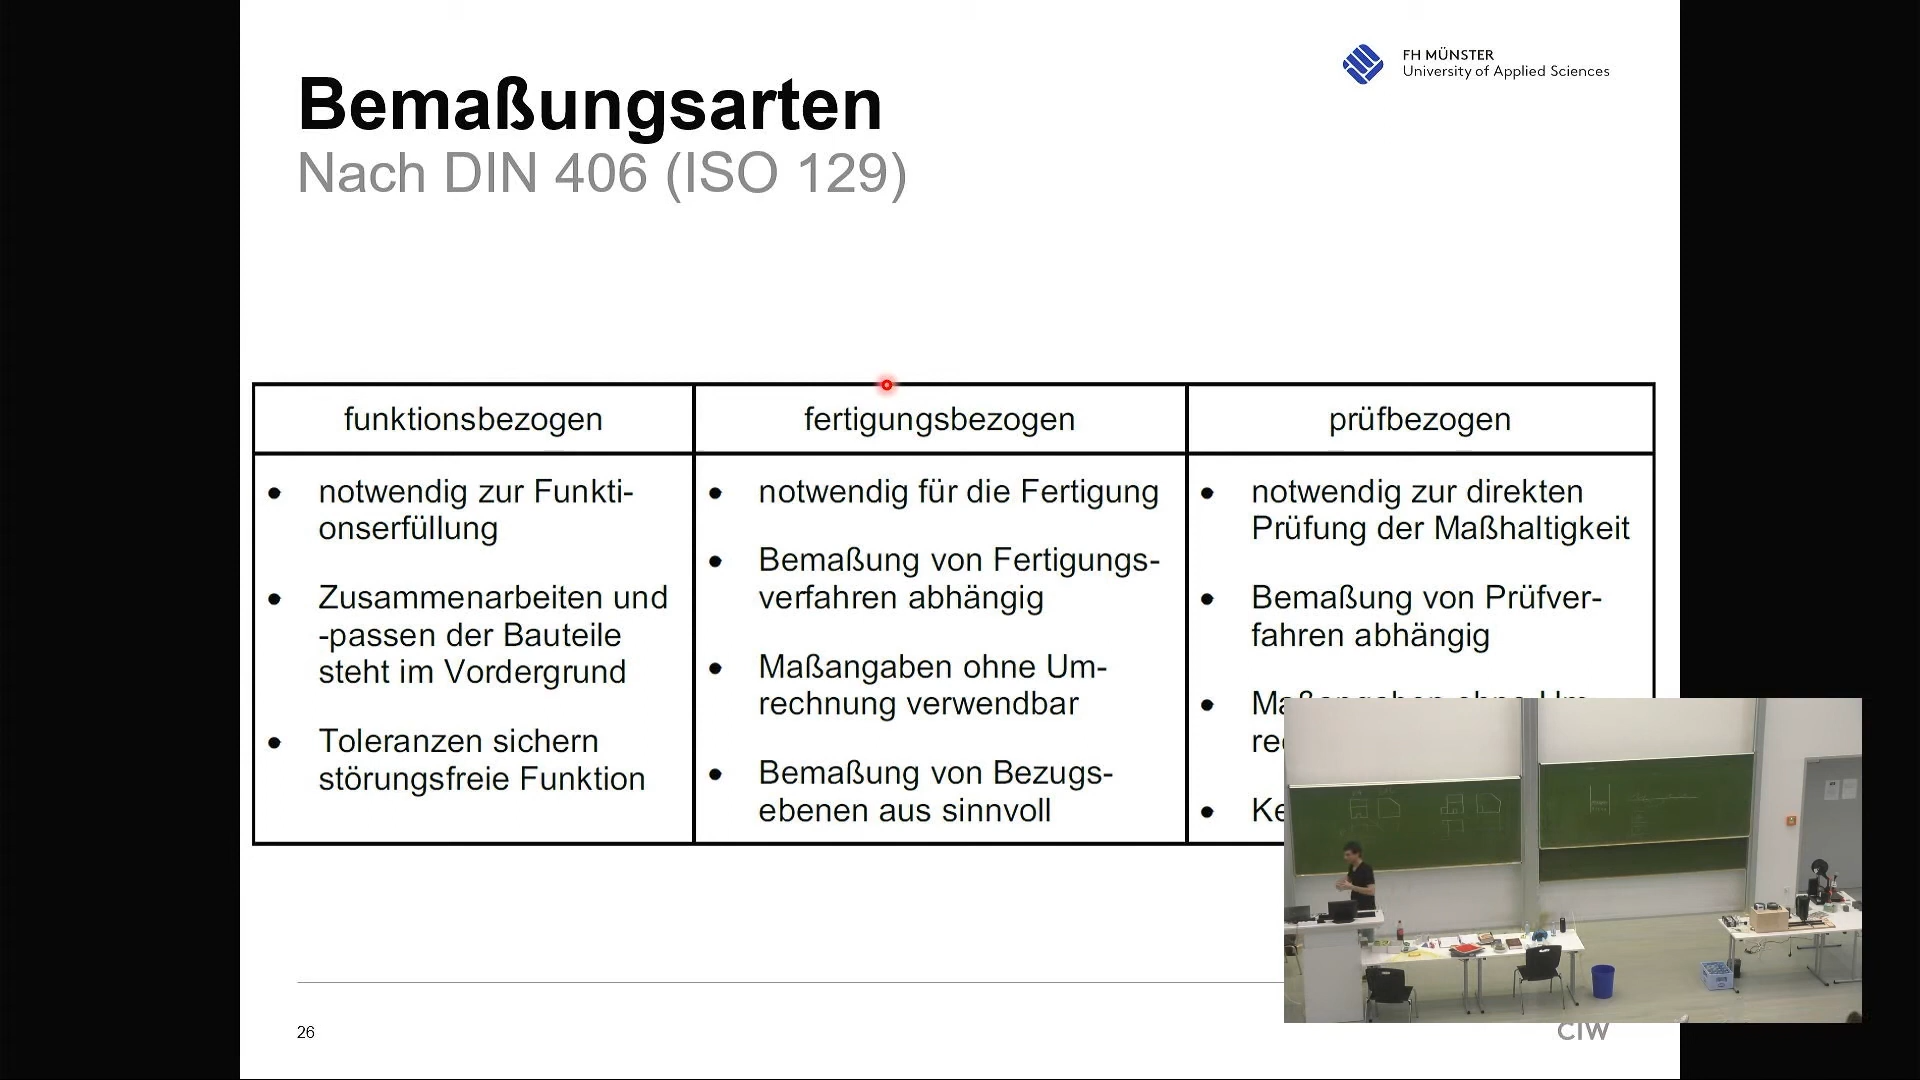 FH MÜNSTER
University of Applied Sciences
Bemaßungsarten
Nach DIN 406 (ISO 129)
funktionsbezogen
notwendig zur Funkti-
onserfüllung
Zusammenarbeiten und
-passen der Bauteile
steht im Vordergrund
Toleranzen sichern
störungsfreie Funktion
fertigungsbezogen
notwendig für die Fertigung
Bemaßung von Fertigungs-
verfahren abhängig
Maßangaben ohne Um-
rechnung verwendbar
Bemaßung von Bezugs-
ebenen aus sinnvoll
prüfbezogen
notwendig zur direkten
Prüfung der Maßhaltigkeit
Bemaßung von Prüfver-
fahren abhängig
26
CIW